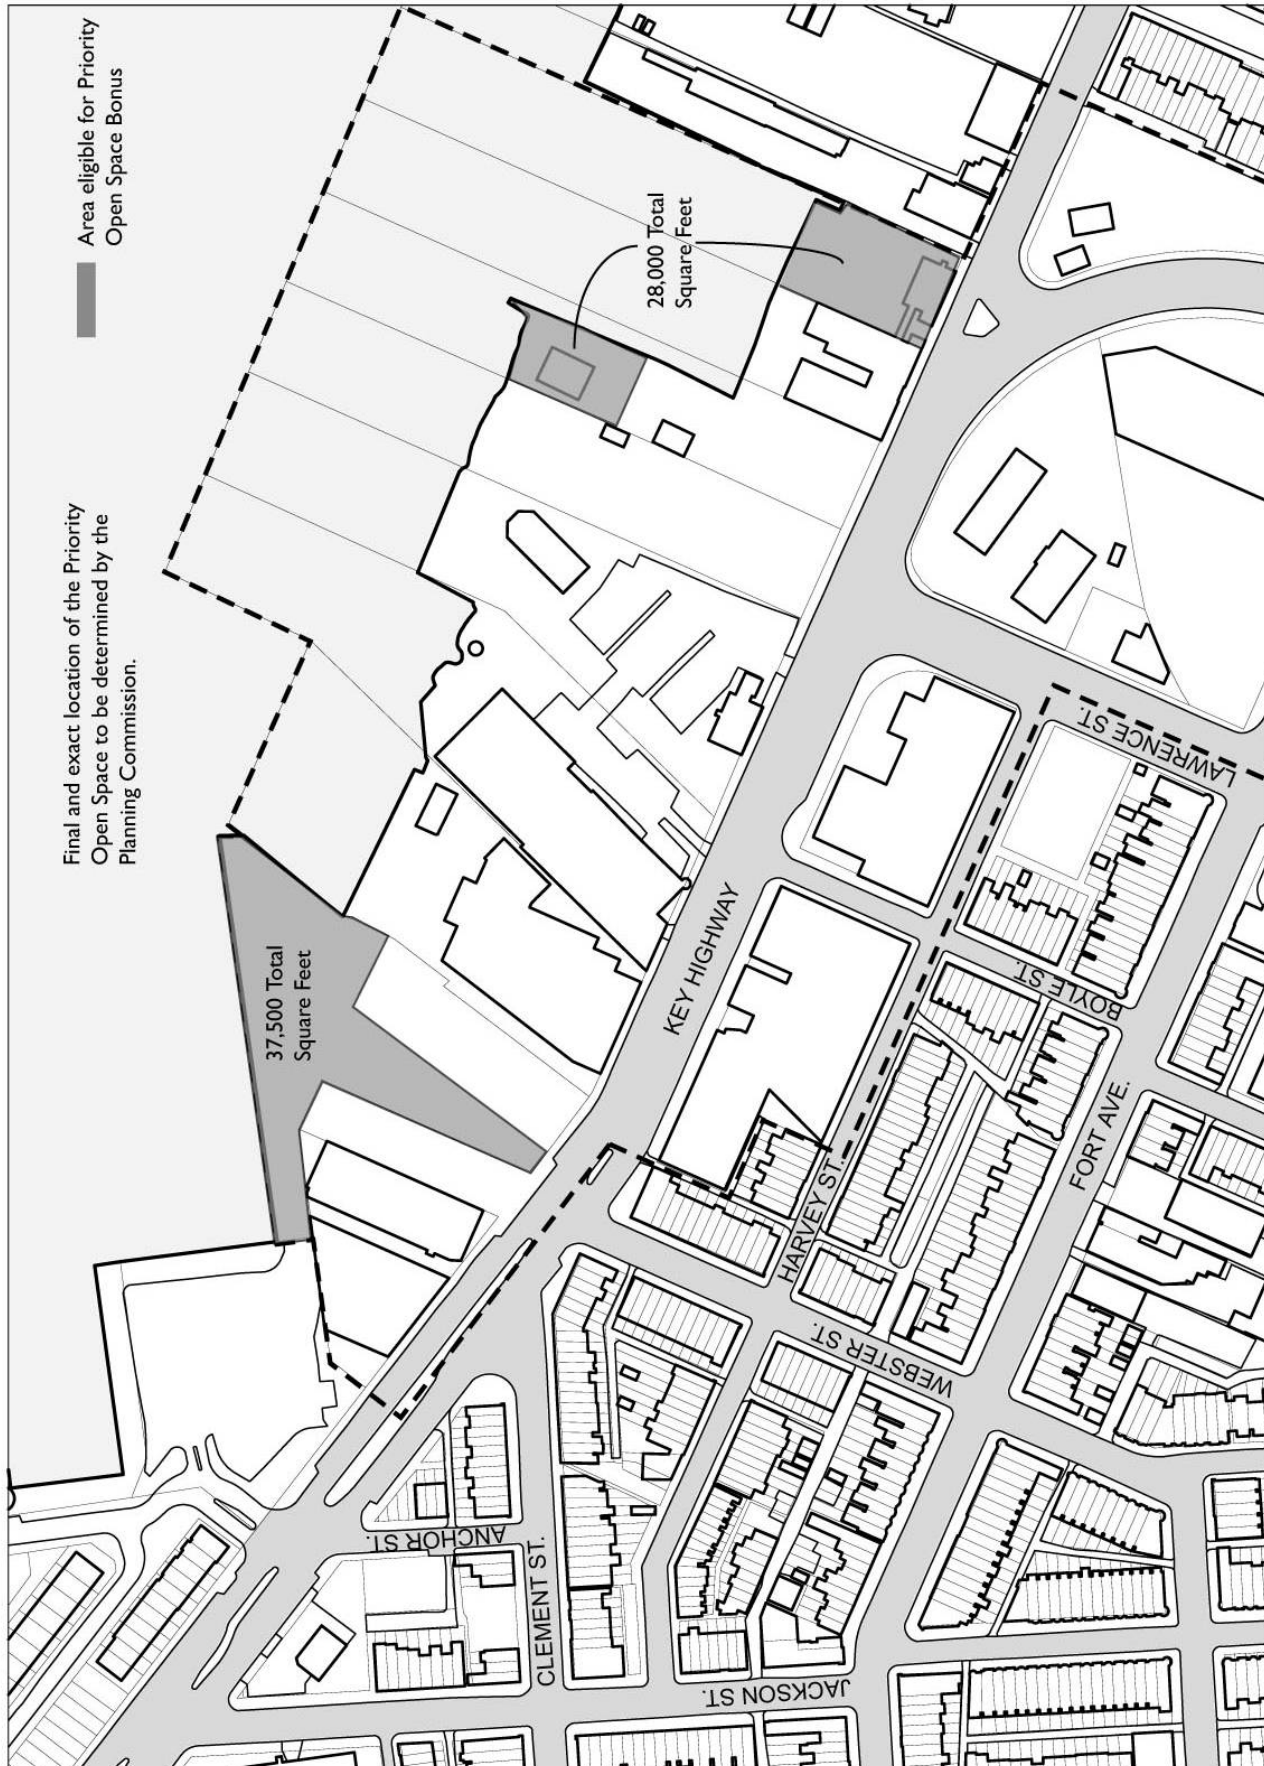 Final and exact location of the Priority
Open Space to be determined by the
Planning Commission.
Area eligible for Priority
Open Space Bonus
37,500 Total
Square Feet
28,000 Total
Square Feet
KEY HIGHWAY
LAWRENCE ST.
BOYLE ST.
HARVEY ST.
FORT AVE.
WEBSTER ST.
ANCHOR ST.
CLEMENT ST.
JACKSON ST.